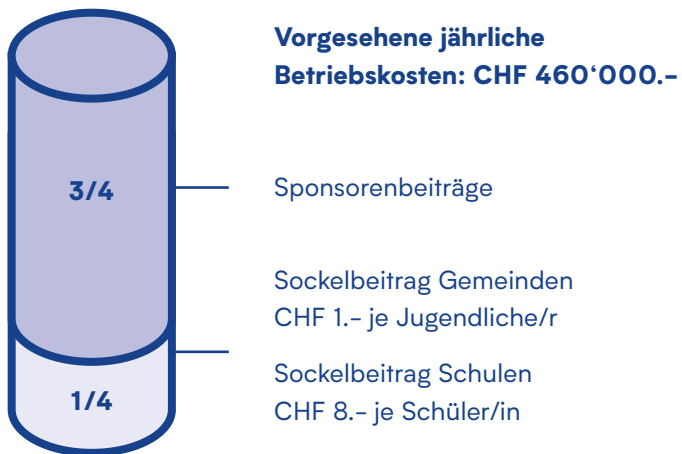 Vorgesehene jährliche
Betriebskosten: CHF 460‘000.–
3/4
Sponsorenbeiträge
Sockelbeitrag Gemeinden
CHF 1.– je Jugendliche/r
Sockelbeitrag Schulen
1/4
CHF 8.– je Schüler/in